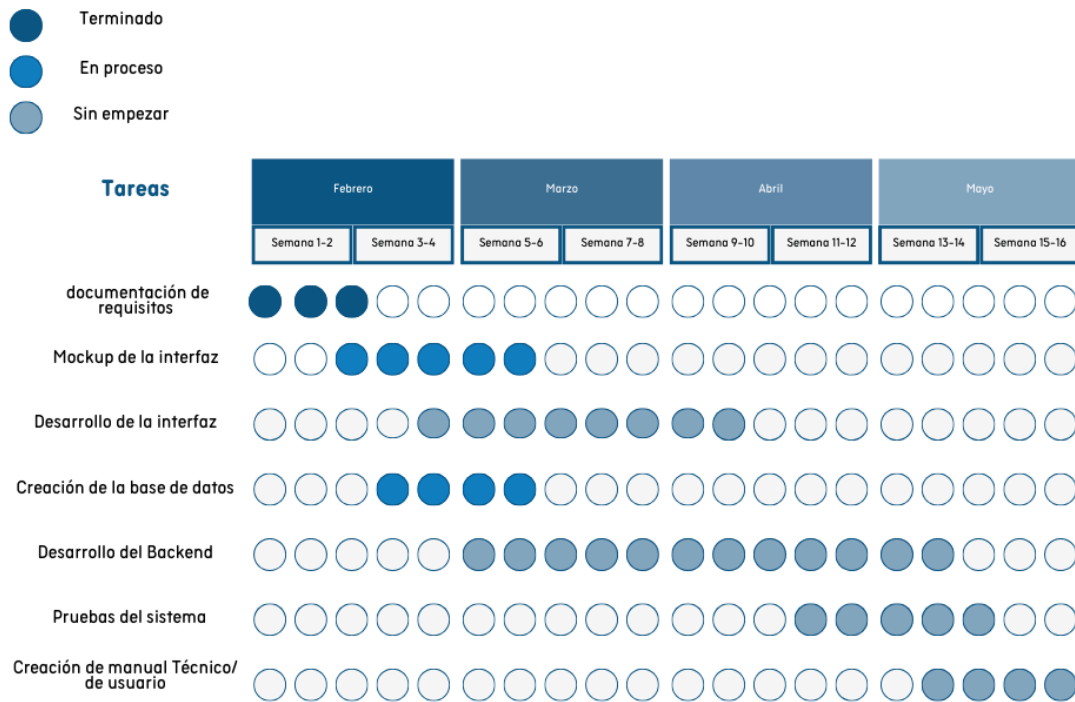 Terminado
En proceso
Sin empezar
Tareas
Febrero
Marzo
Abril
Mayo
Semana 1-2
Semana 3-4
Semana 5-6
Semana 7-8
Semana 9-10
Semana 11-12
Semana 13-14
Semana 15-16
documentación de
requisitos
Mockup de la interfaz
Desarrollo de la interfaz
Creación de la base de datos
Desarrollo del Backend
Pruebas del sistema
Creación de manual Técnico/
de usuario